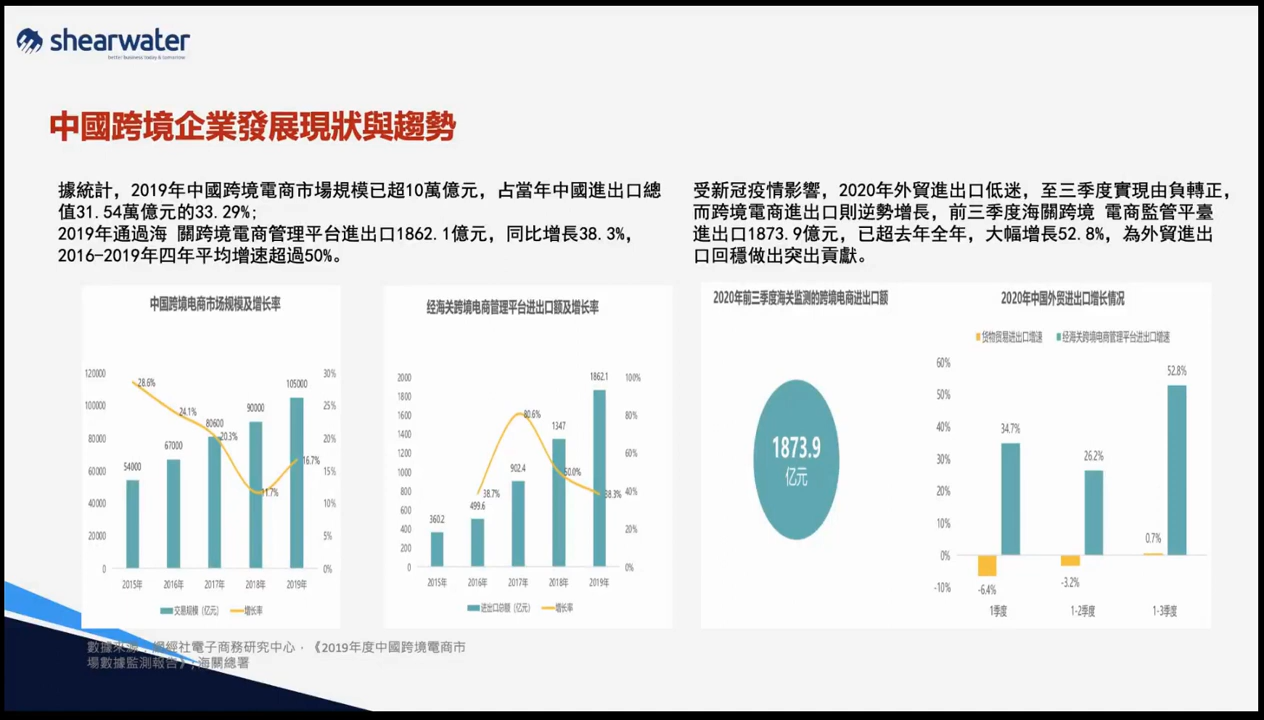 shearwater
better business today & tomorrow
中國跨境企業發展現狀與趨勢
據統計，2019年中國跨境電商市場規模已超10萬億元，占當年中國進出口總
值31.54萬億元的33.29%;
2019年通過海 關跨境電商管理平台進出口1862.1億元，同比增長38.3%，
2016-2019年四年平均增速超過50%。
受新冠疫情影響，2020年外貿進出口低迷，至三季度實現由負轉正，
而跨境電商進出口則逆勢增長，前三季度海關跨境 電商監管平臺
進出口1873.9億元，已超去年全年，大幅增長52.8%，為外貿進出
口回穩做出突出貢獻。
中国跨境电商市场规模及增长率
120000
100000
80000
60000
40000
20000
0
30%
25%
20%
15%
10%
5%
0%
28.6%
24.1%
20.3%
11.7%
16.7%
54000
67000
80600
90000
105000
2015年
2016年
2017年
2018年
2019年
交易规模（亿元）
增长率
经海关跨境电商管理平台进出口额及增长率
2000
1800
1600
1400
1200
1000
800
600
400
200
0
100%
80%
60%
40%
20%
0%
360.2
499.6
902.4
1347
1862.1
38.7%
80.6%
50.0%
38.3%
2015年
2016年
2017年
2018年
2019年
进出口总额（亿元）
增长率
2020年前三季度海关监测的跨境电商进出口额
1873.9
亿元
2020年中国外贸进出口增长情况
货物贸易进出口增速
经海关跨境电商管理平台进出口增速
60%
50%
40%
30%
20%
10%
0%
-10%
34.7%
26.2%
52.8%
-6.4%
-3.2%
0.7%
1季度
1-2季度
1-3季度
數據來源：網經社電子商務研究中心，《2019年度中國跨境電商市
場數據監測報告》; 海關總署